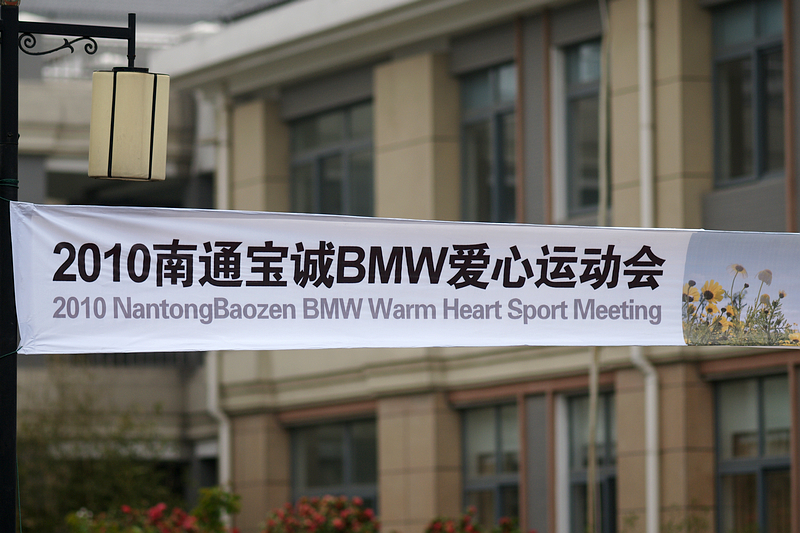 2010南通宝诚BMW爱心运动会
2010 NantongBaozen BMW Warm Heart Sport Meeting